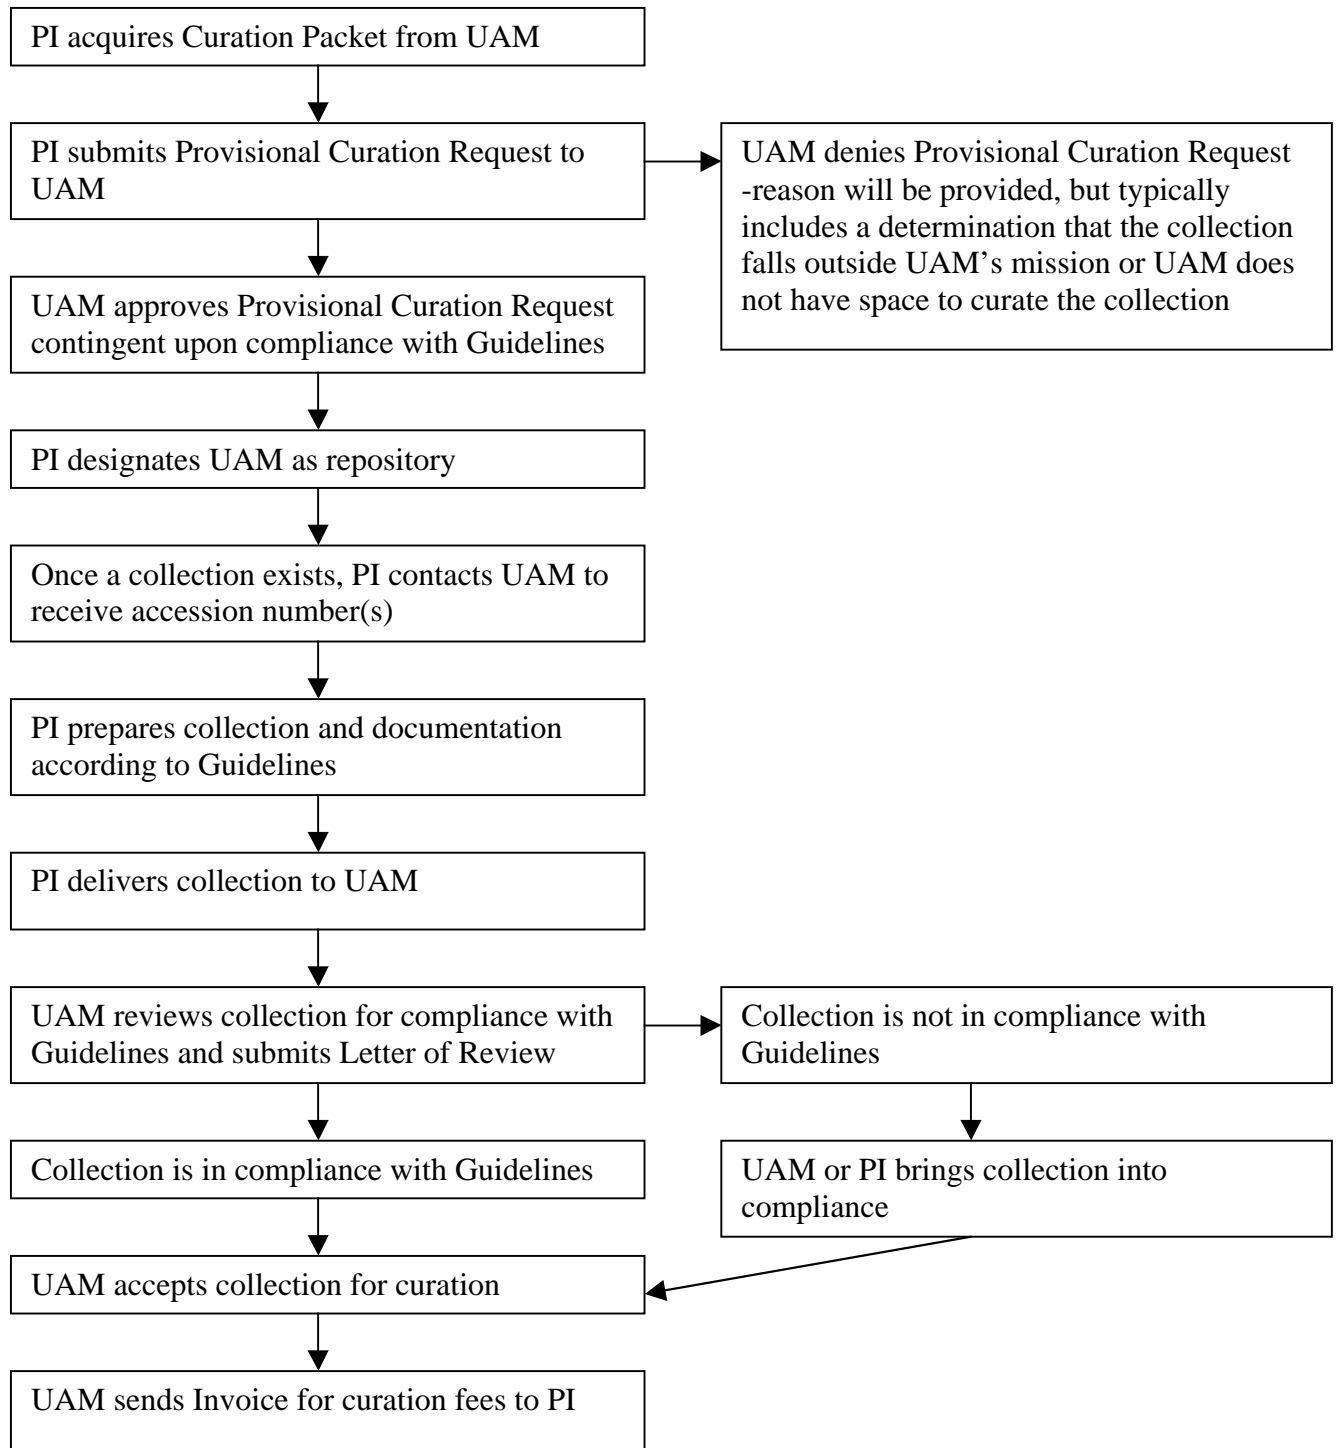 PI acquires Curation Packet from UAM
PI submits Provisional Curation Request to
UAM
UAM denies Provisional Curation Request
-reason will be provided, but typically
includes a determination that the collection
falls outside UAM’s mission or UAM does
not have space to curate the collection
UAM approves Provisional Curation Request
contingent upon compliance with Guidelines
PI designates UAM as repository
Once a collection exists, PI contacts UAM to
receive accession number(s)
PI prepares collection and documentation
according to Guidelines
PI delivers collection to UAM
UAM reviews collection for compliance with
Guidelines and submits Letter of Review
Collection is not in compliance with
Guidelines
Collection is in compliance with Guidelines
UAM or PI brings collection into
compliance
UAM accepts collection for curation
UAM sends Invoice for curation fees to PI